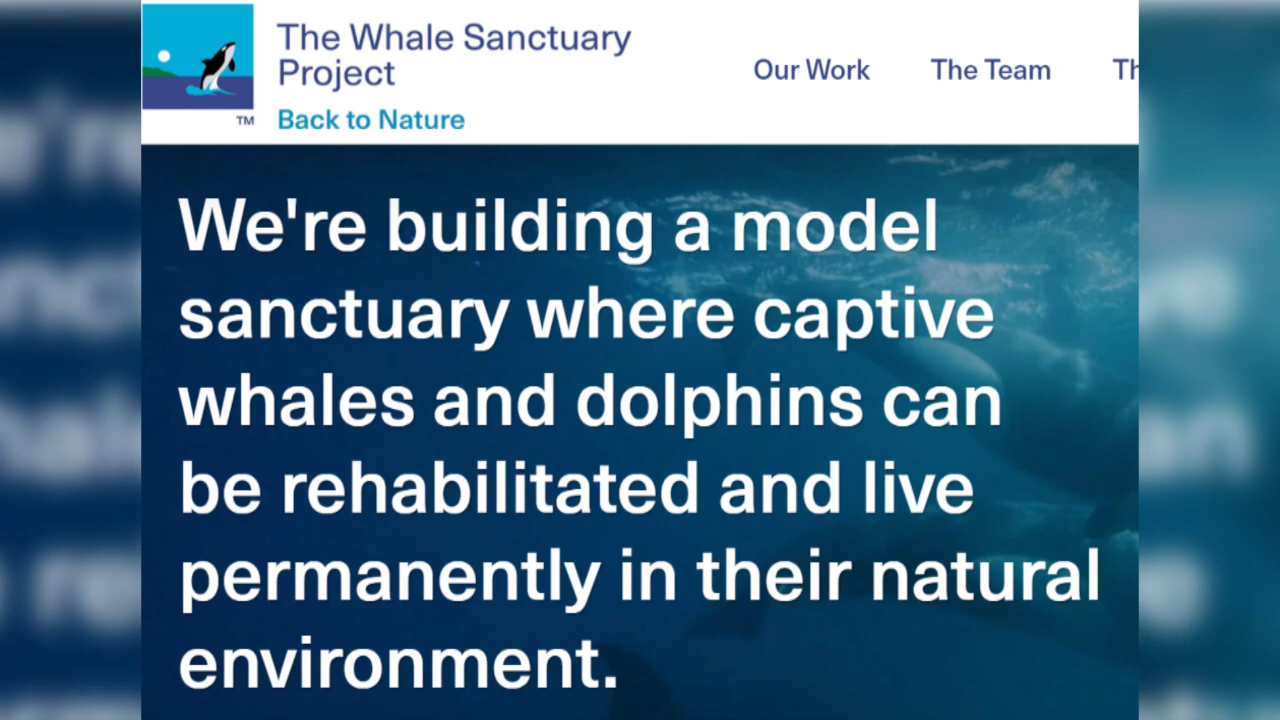 The Whale Sanctuary
Project
TM
Back to Nature
Our Work
The Team
Th
We're building a model
sanctuary where captive
whales and dolphins can
be rehabilitated and live
permanently in their natural
environment.